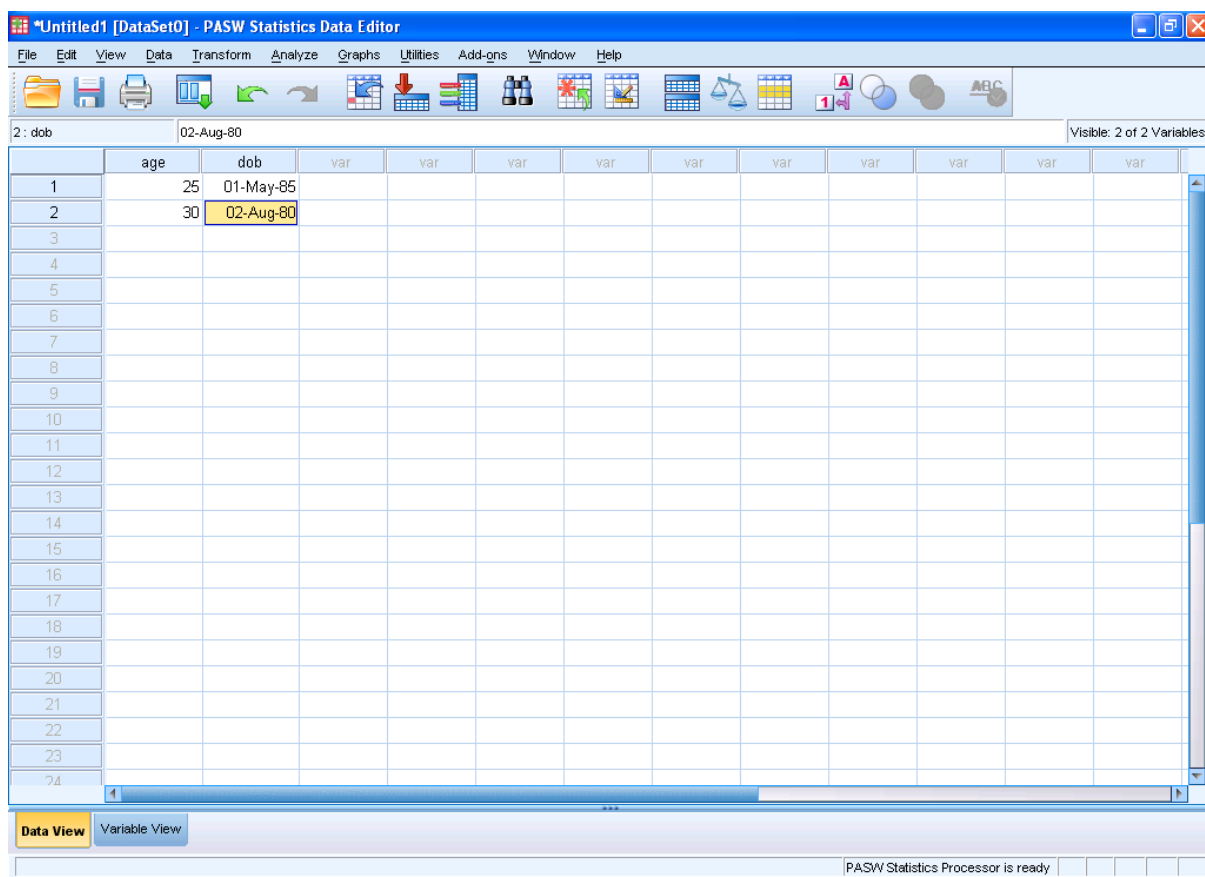 *Untitled1 [DataSet0] - PASW Statistics Data Editor
File Edit View Data Transform Analyze Graphs Utilities Add-ons Window Help
A
1
ABC
2 : dob 02-Aug-80 Visible: 2 of 2 Variables
age dob var var var var var var var var var var
1 25 01-May-85
2 30 02-Aug-80
3
4
5
6
7
8
9
10
11
12
13
14
15
16
17
18
19
20
21
22
23
24
Data View Variable View
PASW Statistics Processor is ready